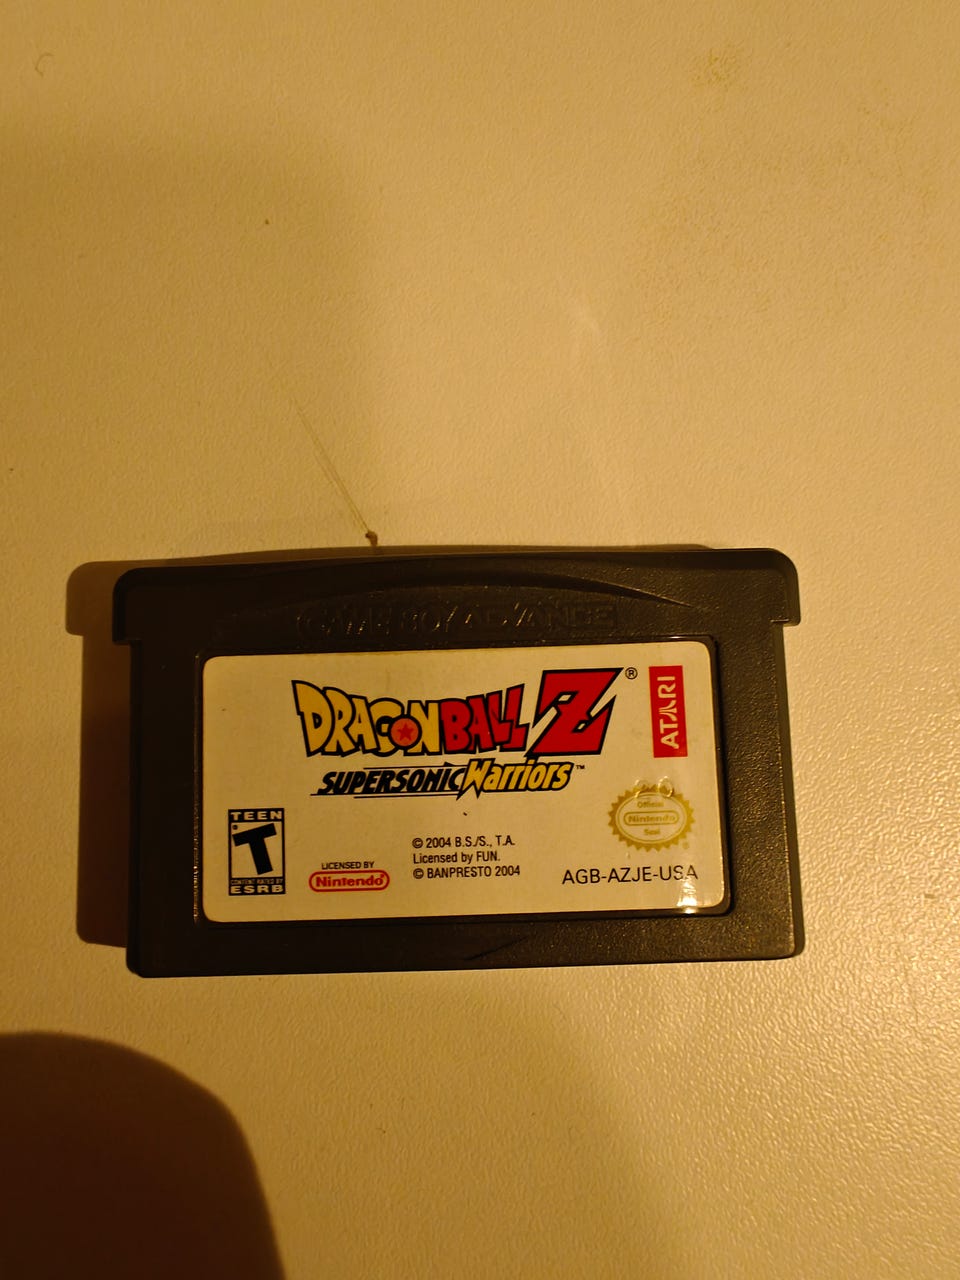 GAME BOY ADVANCE
DRAGONBALL Z®
ATARI
SUPERSONIC Warriors™
TEEN
T
CONTENT RATED BY
ESRB
LICENSED BY
Nintendo®
© 2004 B.S./S., T.A.
Licensed by FUN.
© BANPRESTO 2004
Official
Nintendo
Seal
AGB-AZJE-USA